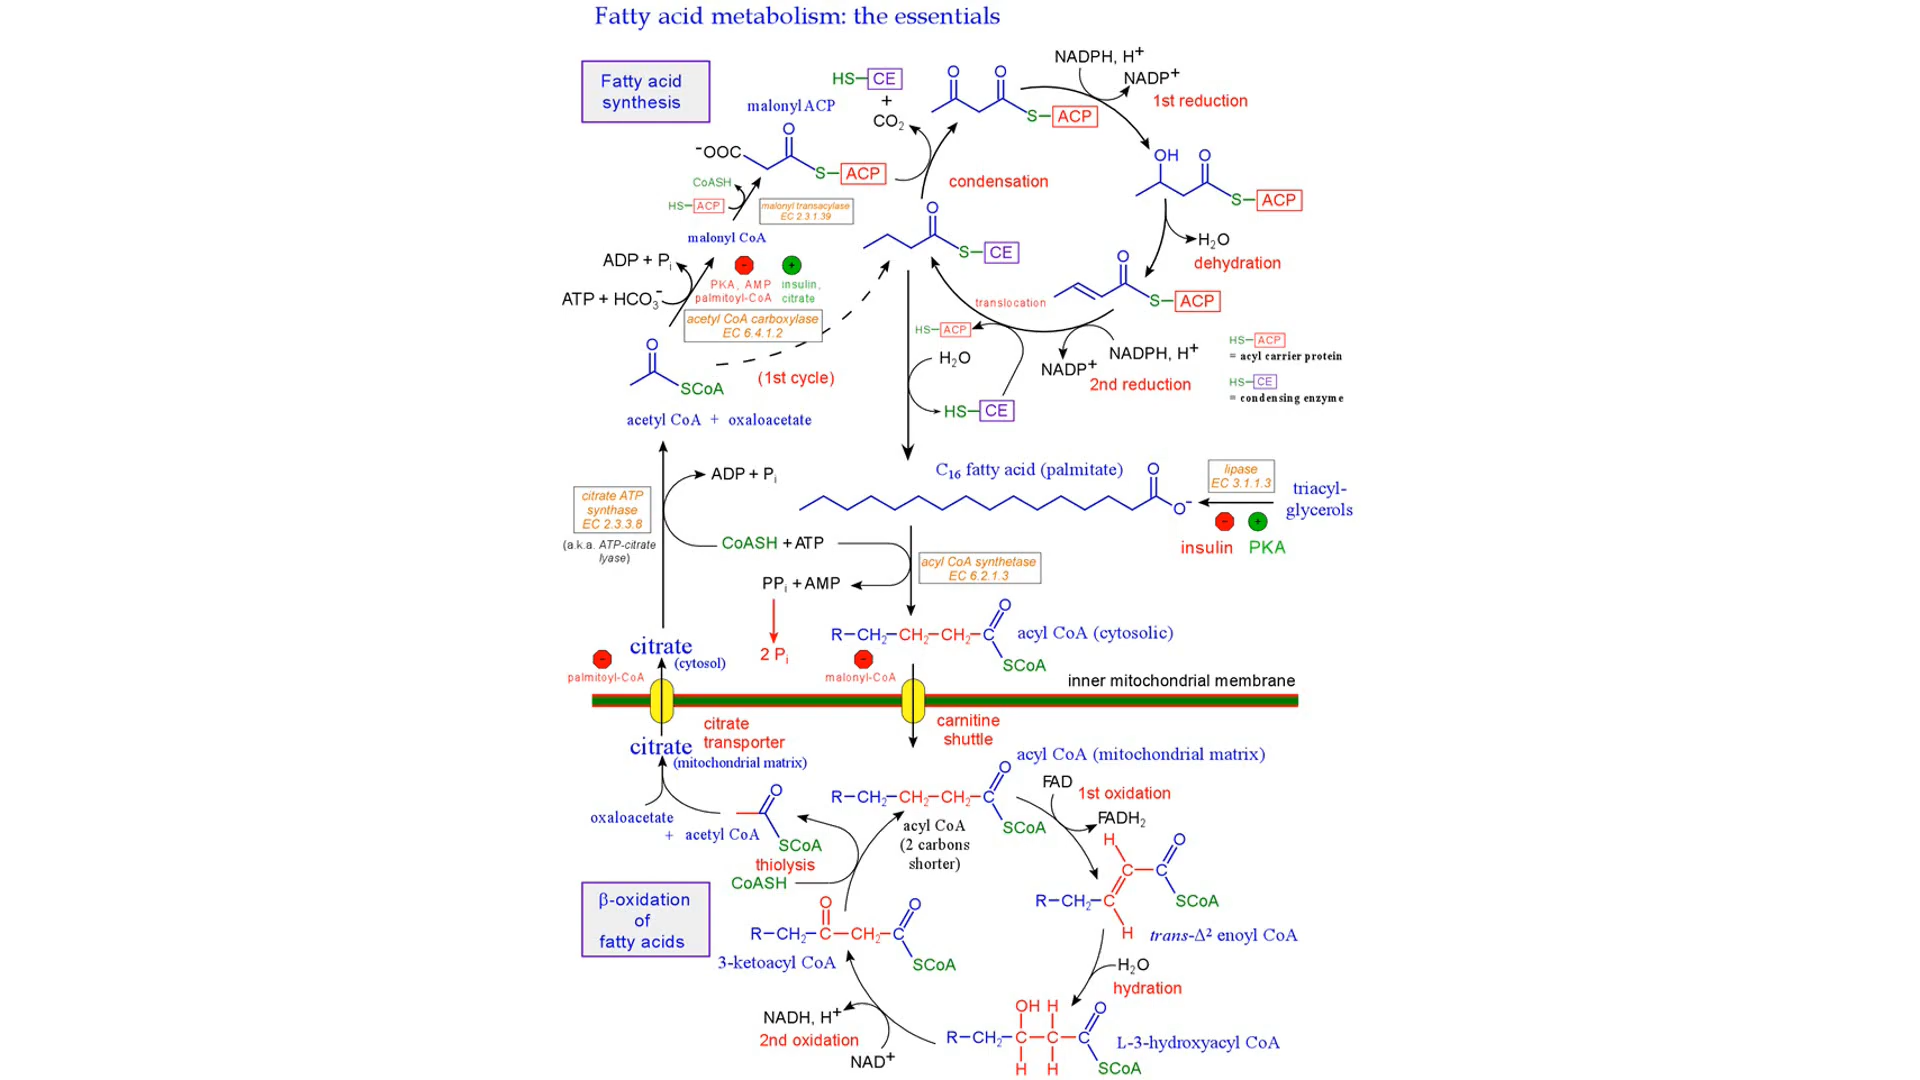 Fatty acid metabolism: the essentials
Fatty acid
synthesis
HS–CE
+
CO₂
malonyl ACP
O
⁻OOC
S–ACP
CoASH
HS–ACP
malonyl transacylase
EC 2.3.1.39
malonyl CoA
O O
S–ACP
NADPH, H⁺
NADP⁺
1st reduction
condensation
OH O
S–ACP
H₂O
dehydration
O
S–CE
O
S–ACP
translocation
ADP + Pᵢ
ATP + HCO₃⁻
-
+
PKA, AMP
palmitoyl-CoA
insulin,
citrate
acetyl CoA carboxylase
EC 6.4.1.2
O
SCoA
(1st cycle)
acetyl CoA + oxaloacetate
HS–ACP
H₂O
HS–CE
NADP⁺
NADPH, H⁺
2nd reduction
HS–ACP
= acyl carrier protein
HS–CE
= condensing enzyme
C₁₆ fatty acid (palmitate)
O
O⁻
lipase
EC 3.1.1.3
triacyl-
glycerols
-
+
insulin
PKA
citrate ATP
synthase
EC 2.3.3.8
(a.k.a. ATP-citrate
lyase)
ADP + Pᵢ
CoASH + ATP
PPᵢ + AMP
2 Pᵢ
acyl CoA synthetase
EC 6.2.1.3
R–CH₂–CH₂–CH₂–C
O
SCoA
acyl CoA (cytosolic)
citrate
(cytosol)
-
palmitoyl-CoA
-
malonyl-CoA
inner mitochondrial membrane
citrate
transporter
carnitine
shuttle
citrate
(mitochondrial matrix)
acyl CoA (mitochondrial matrix)
oxaloacetate
+ acetyl CoA
O
SCoA
thiolysis
CoASH
R–CH₂–CH₂–CH₂–C
O
SCoA
acyl CoA
(2 carbons
shorter)
FAD
1st oxidation
FADH₂
H
C–C
O
R–CH₂–C
SCoA
H
trans-Δ² enoyl CoA
β-oxidation
of
fatty acids
O O
R–CH₂–C–CH₂–C
SCoA
3-ketoacyl CoA
H₂O
hydration
NADH, H⁺
2nd oxidation
NAD⁺
OH H O
R–CH₂–C–C–C
H H
SCoA
L-3-hydroxyacyl CoA